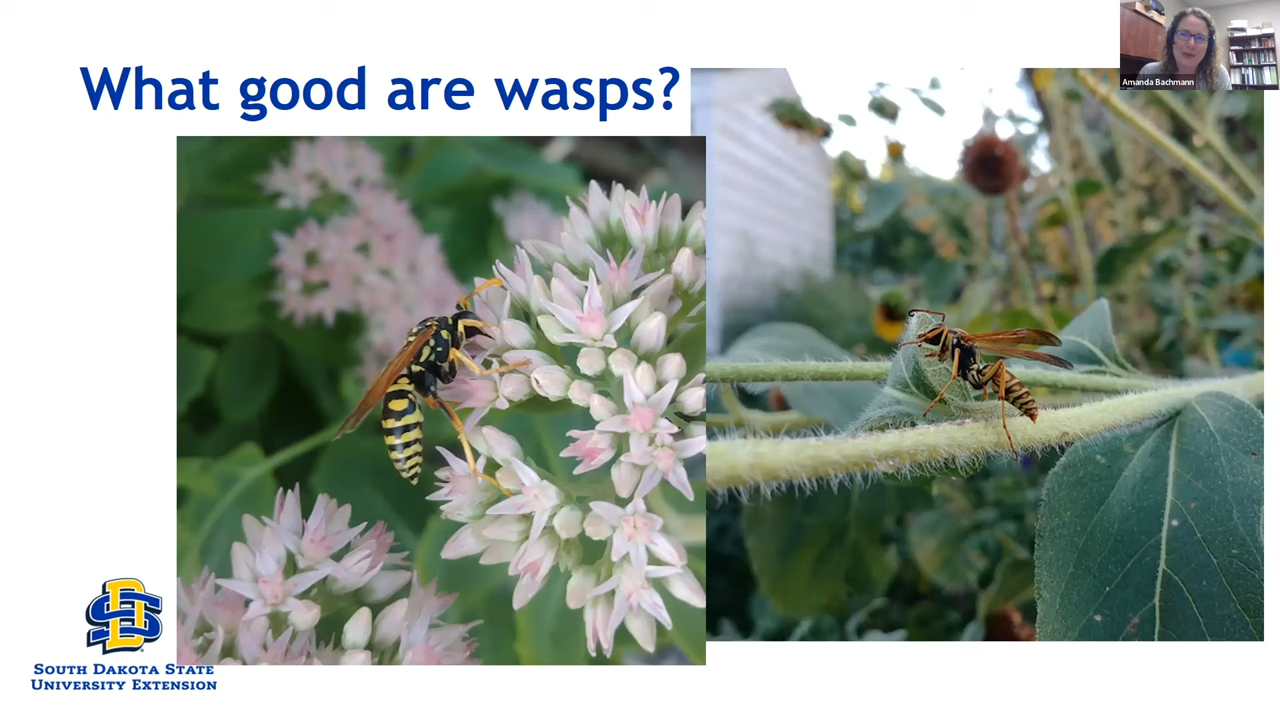 What good are wasps?
Amanda Bachmann
SOUTH DAKOTA STATE
UNIVERSITY EXTENSION